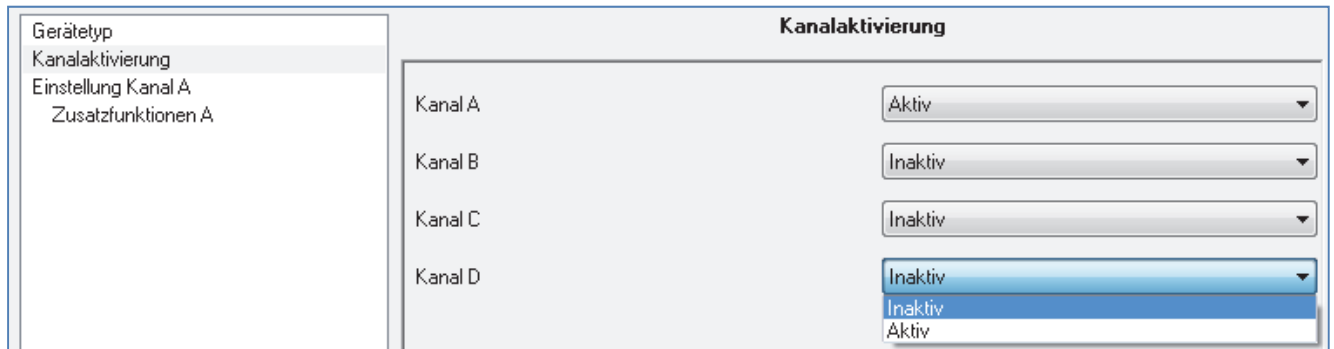 Gerätetyp
Kanalaktivierung
Einstellung Kanal A
Zusatzfunktionen A
Kanalaktivierung
Kanal A Aktiv
Kanal B Inaktiv
Kanal C Inaktiv
Kanal D Inaktiv
Inaktiv
Aktiv